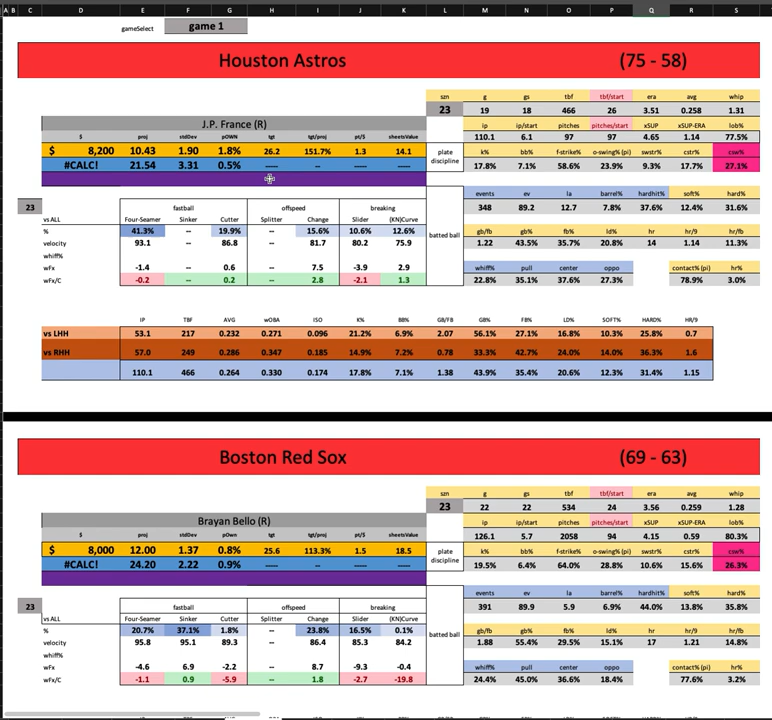 A B C D E F G H I J K L M N O P Q R S
gameSelect game 1
Houston Astros (75 - 58)
szn g gs tbf tbf/start era avg whip
23 19 18 466 26 3.51 0.258 1.31
J.P. France (R) ip ip/start pitches pitches/start xSUP xSUP-ERA lob%
$ proj stdDev pOWN tgt tgt/proj pt/$ sheetsValue 110.1 6.1 97 97 4.65 1.14 77.5%
$ 8,200 10.43 1.90 1.8% 26.2 151.7% 1.3 14.1 plate discipline k% bb% f-strike% o-swing% (pi) swstr% cstr% csw%
#CALC! 21.54 3.31 0.5% ---- -- ---- ---- 17.8% 7.1% 58.6% 23.9% 9.3% 17.7% 27.1%
events ev la barrel% hardhit% soft% hard%
23 fastball offspeed breaking 348 89.2 12.7 7.8% 37.6% 12.4% 31.6%
vs ALL Four-Seamer Sinker Cutter Splitter Change Slider (KN)Curve
% 41.3% -- 19.9% -- 15.6% 10.6% 12.6% batted ball gb/fb gb% fb% ld% hr hr/9 hr/fb
velocity 93.1 -- 86.8 -- 81.7 80.2 75.9 1.22 43.5% 35.7% 20.8% 14 1.14 11.3%
whiff%
wFx -1.4 -- 0.6 7.5 -3.9 2.9 whiff% pull center oppo contact% (pi) hr%
wFx/C -0.2 -- 0.2 -- 2.8 -2.1 1.3 22.8% 35.1% 37.6% 27.3% 78.9% 3.0%
IP TBF AVG wOBA ISO K% BB% GB/FB GB% FB% LD% SOFT% HARD% HR/9
vs LHH 53.1 217 0.232 0.271 0.096 21.2% 6.9% 2.07 56.1% 27.1% 16.8% 10.3% 25.8% 0.7
vs RHH 57.0 249 0.286 0.347 0.185 14.9% 7.2% 0.78 33.3% 42.7% 24.0% 14.0% 36.3% 1.6
110.1 466 0.264 0.330 0.174 17.8% 7.1% 1.38 43.9% 35.4% 20.6% 12.3% 31.4% 1.15
Boston Red Sox (69 - 63)
szn g gs tbf tbf/start era avg whip
23 22 22 534 24 3.56 0.259 1.28
Brayan Bello (R) ip ip/start pitches pitches/start xSUP xSUP-ERA lob%
$ proj stdDev pOwn tgt tgt/proj pt/$ sheetsValue 126.1 5.7 2058 94 4.15 0.59 80.3%
$ 8,000 12.00 1.37 0.8% 25.6 113.3% 1.5 18.5 plate discipline k% bb% f-strike% o-swing% (pi) swstr% cstr% csw%
#CALC! 24.20 2.22 0.9% ---- -- ---- ---- 19.5% 6.4% 64.0% 28.8% 10.6% 15.6% 26.3%
events ev la barrel% hardhit% soft% hard%
23 fastball offspeed breaking 391 89.9 5.9 6.9% 44.0% 13.8% 35.8%
vs ALL Four-Seamer Sinker Cutter Splitter Change Slider (KN)Curve
% 20.7% 37.1% 1.8% -- 23.8% 16.5% 0.1% batted ball gb/fb gb% fb% ld% hr hr/9 hr/fb
velocity 95.8 95.1 89.3 -- 86.4 85.3 84.2 1.88 55.4% 29.5% 15.1% 17 1.21 14.8%
whiff%
wFx -4.6 6.9 -2.2 8.7 -9.3 -0.4 whiff% pull center oppo contact% (pi) hr%
wFx/C -1.1 0.9 -5.9 -- 1.8 -2.7 -19.8 24.4% 45.0% 36.6% 18.4% 77.6% 3.2%